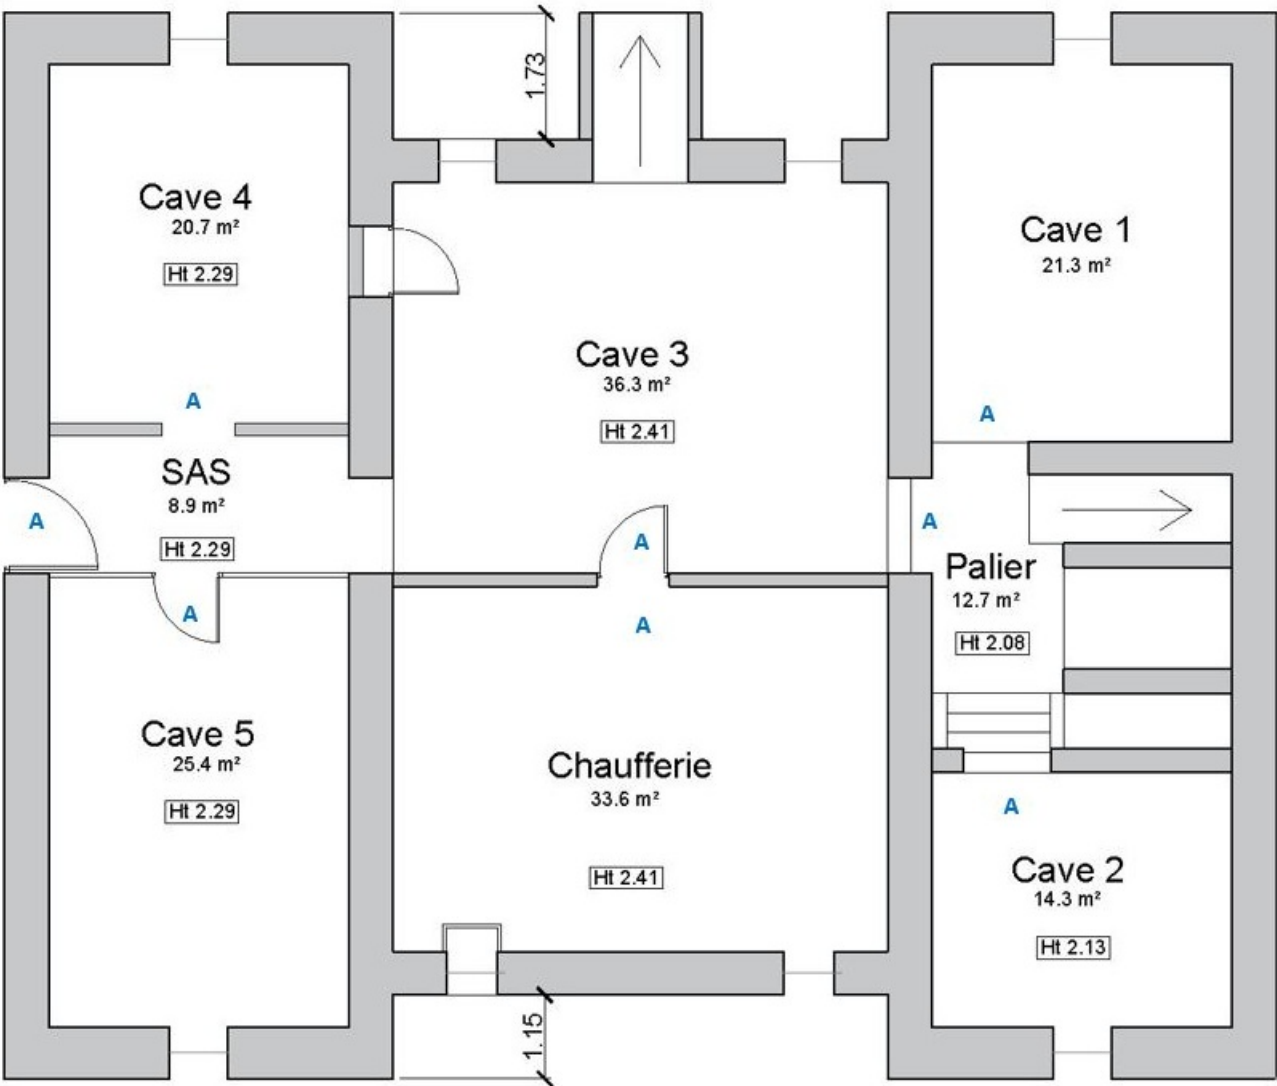 1.73
Cave 4
20.7 m²
Ht 2.29
A
Cave 3
36.3 m²
Ht 2.41
Cave 1
21.3 m²
A
SAS
8.9 m²
Ht 2.29
A
A
A
A
A
Palier
12.7 m²
Ht 2.08
Cave 5
25.4 m²
Ht 2.29
Chaufferie
33.6 m²
Ht 2.41
A
Cave 2
14.3 m²
Ht 2.13
1.15